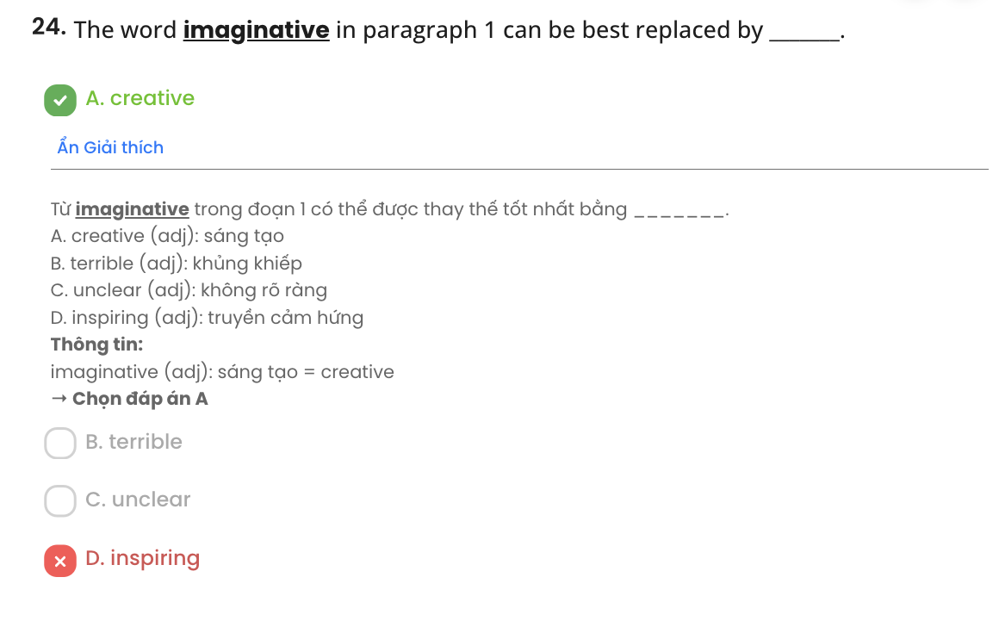 24. The word imaginative in paragraph 1 can be best replaced by _______.
A. creative
Ẩn Giải thích
Từ imaginative trong đoạn 1 có thể được thay thế tốt nhất bằng _______.
A. creative (adj): sáng tạo
B. terrible (adj): khủng khiếp
C. unclear (adj): không rõ ràng
D. inspiring (adj): truyền cảm hứng
Thông tin:
imaginative (adj): sáng tạo = creative
→ Chọn đáp án A
B. terrible
C. unclear
D. inspiring